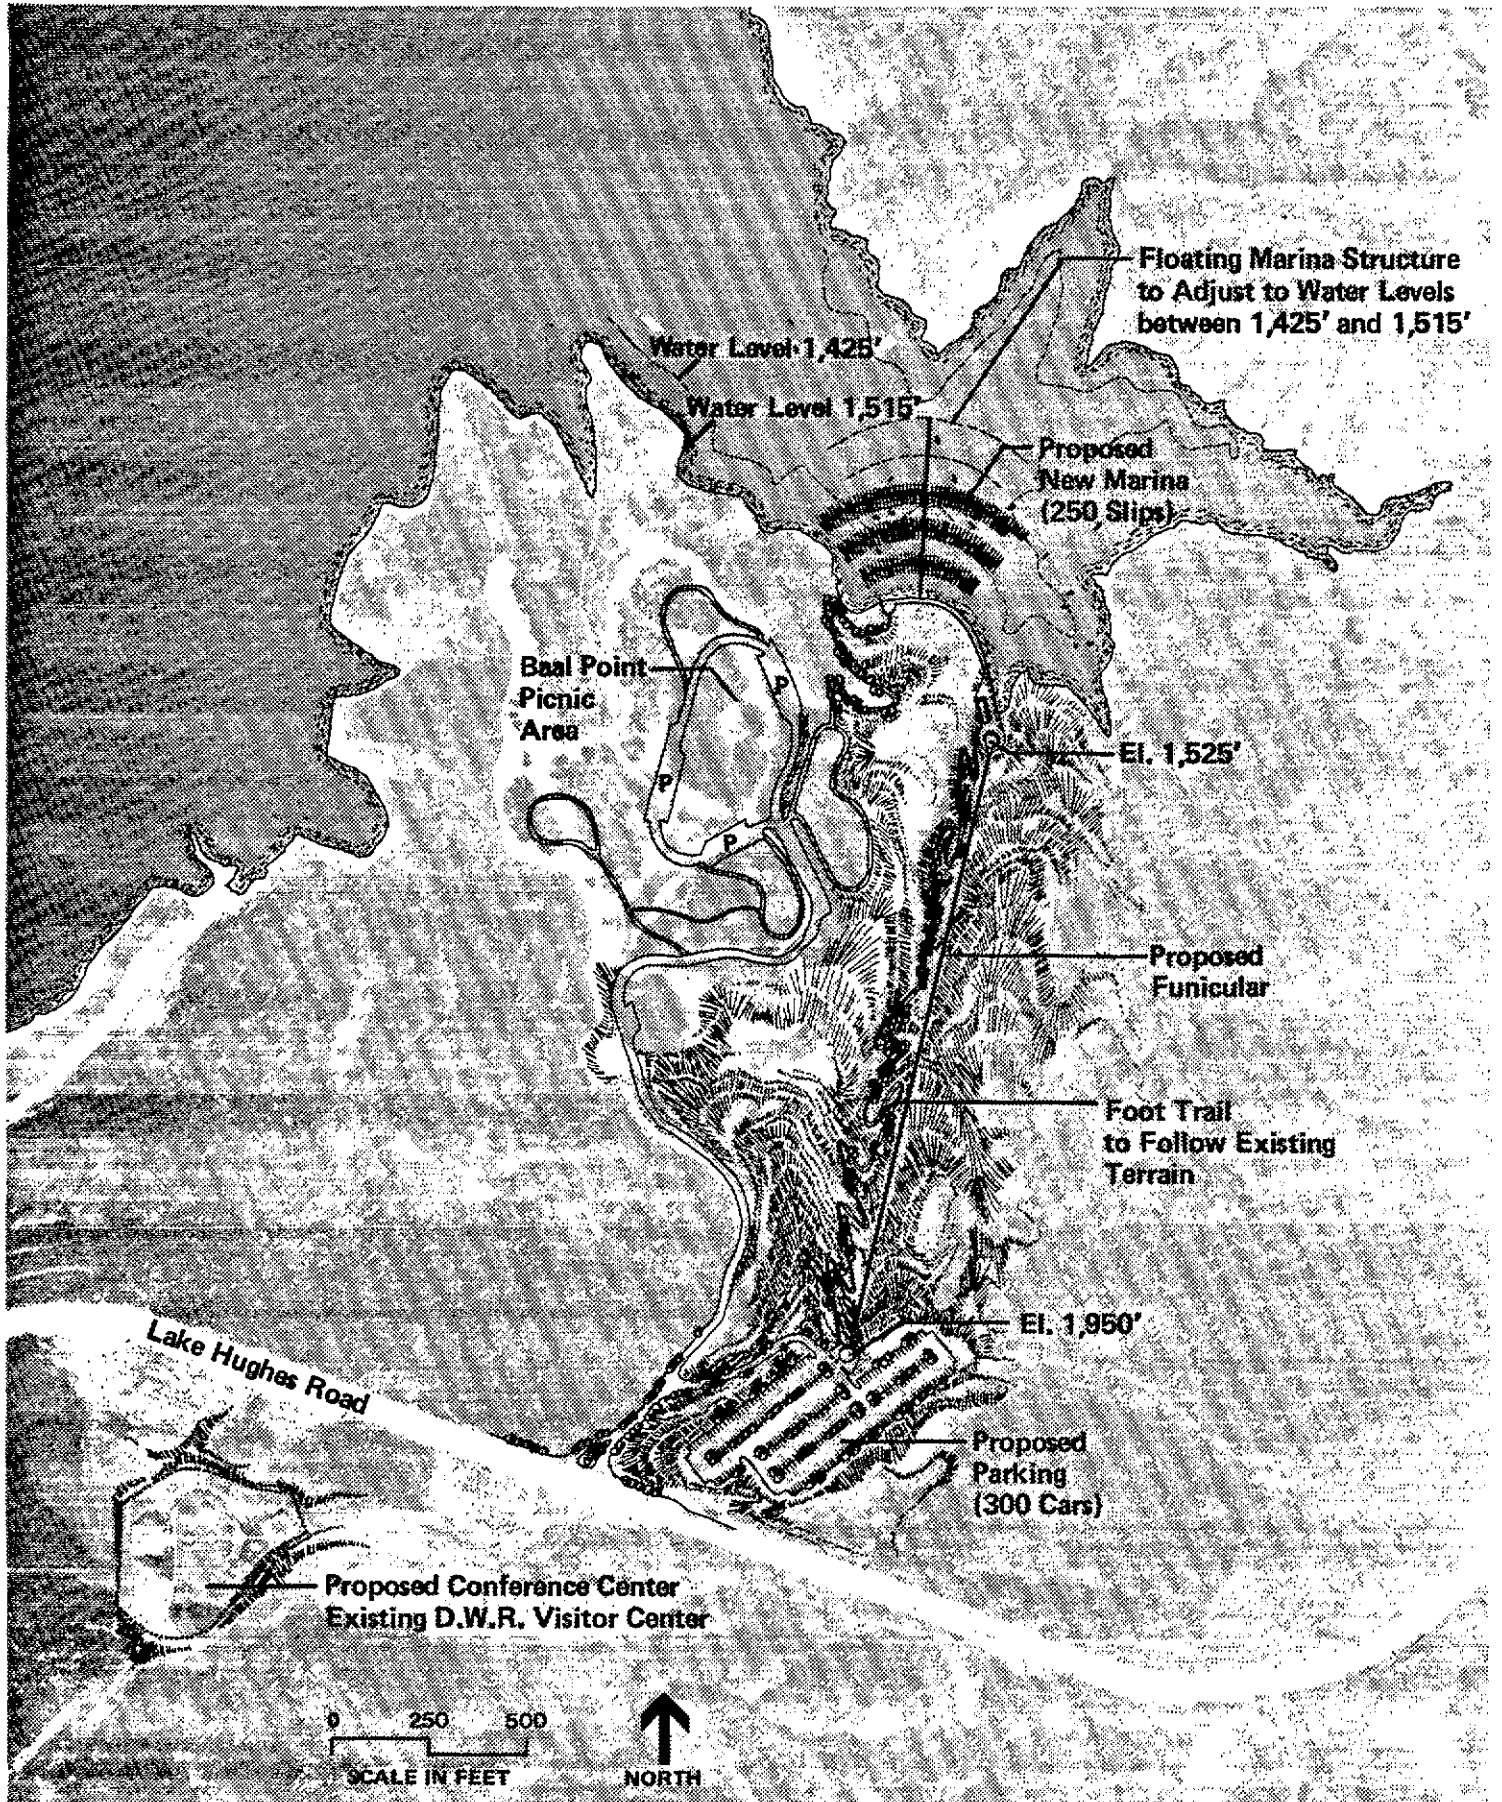 Floating Marina Structure
to Adjust to Water Levels
between 1,425' and 1,515'
Water Level 1,425'
Water Level 1,515'
Proposed
New Marina
(250 Slips)
Baal Point
Picnic
Area
P
P
P
El. 1,525'
Proposed
Funicular
Foot Trail
to Follow Existing
Terrain
El. 1,950'
Lake Hughes Road
Proposed
Parking
(300 Cars)
Proposed Conference Center
Existing D.W.R. Visitor Center
0 250 500
SCALE IN FEET
NORTH